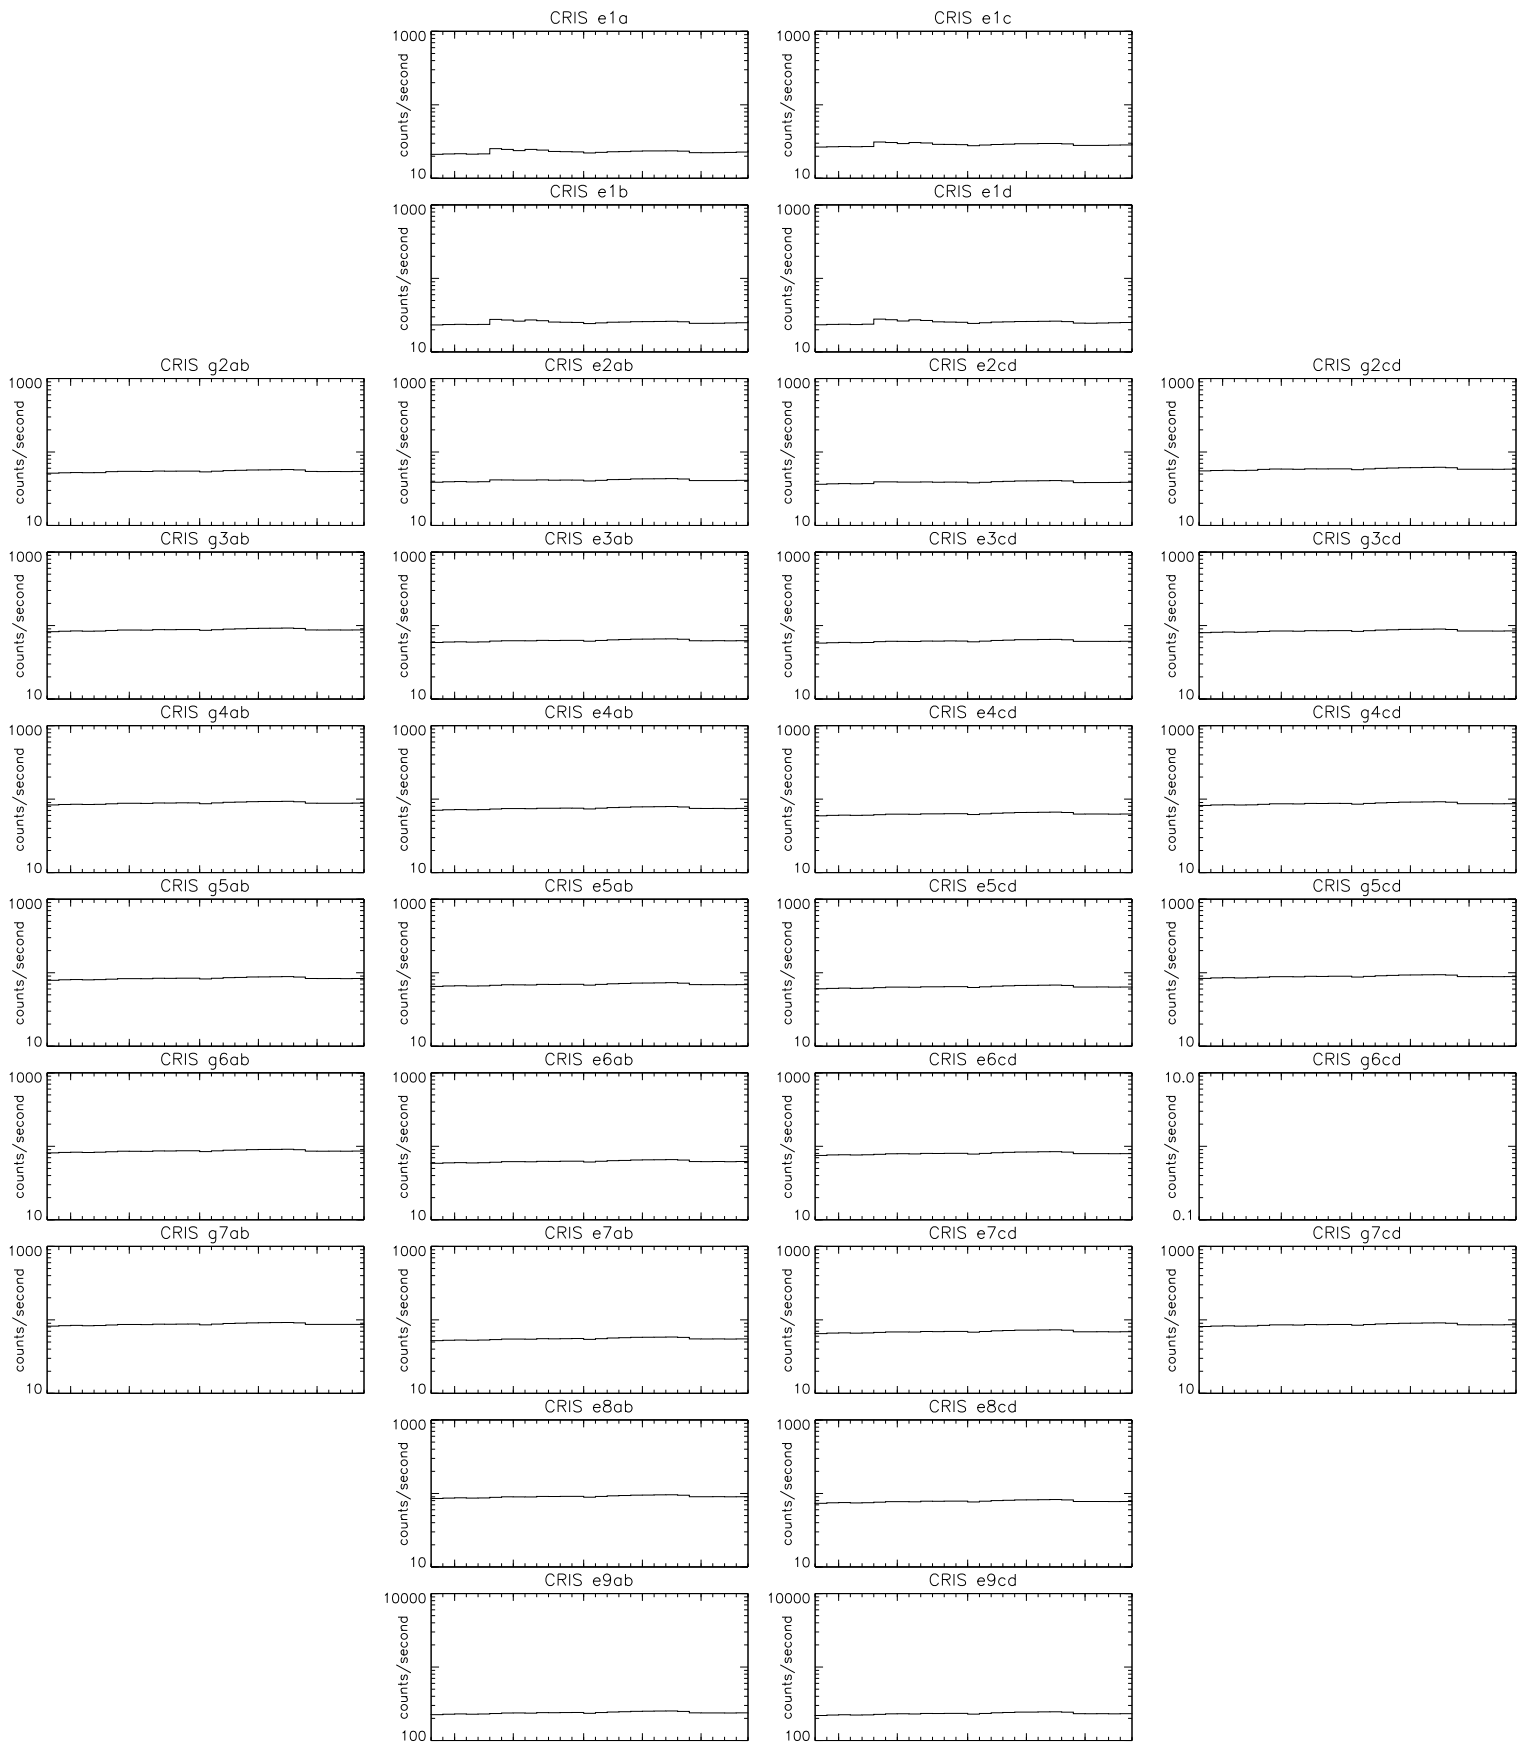 CRIS e1a
1000
counts/second
10
CRIS e1c
1000
counts/second
10
CRIS e1b
1000
counts/second
10
CRIS e1d
1000
counts/second
10
CRIS g2ab
1000
counts/second
10
CRIS e2ab
1000
counts/second
10
CRIS e2cd
1000
counts/second
10
CRIS g2cd
1000
counts/second
10
CRIS g3ab
1000
counts/second
10
CRIS e3ab
1000
counts/second
10
CRIS e3cd
1000
counts/second
10
CRIS g3cd
1000
counts/second
10
CRIS g4ab
1000
counts/second
10
CRIS e4ab
1000
counts/second
10
CRIS e4cd
1000
counts/second
10
CRIS g4cd
1000
counts/second
10
CRIS g5ab
1000
counts/second
10
CRIS e5ab
1000
counts/second
10
CRIS e5cd
1000
counts/second
10
CRIS g5cd
1000
counts/second
10
CRIS g6ab
1000
counts/second
10
CRIS e6ab
1000
counts/second
10
CRIS e6cd
1000
counts/second
10
CRIS g6cd
10.0
counts/second
0.1
CRIS g7ab
1000
counts/second
10
CRIS e7ab
1000
counts/second
10
CRIS e7cd
1000
counts/second
10
CRIS g7cd
1000
counts/second
10
CRIS e8ab
1000
counts/second
10
CRIS e8cd
1000
counts/second
10
CRIS e9ab
10000
counts/second
100
CRIS e9cd
10000
counts/second
100